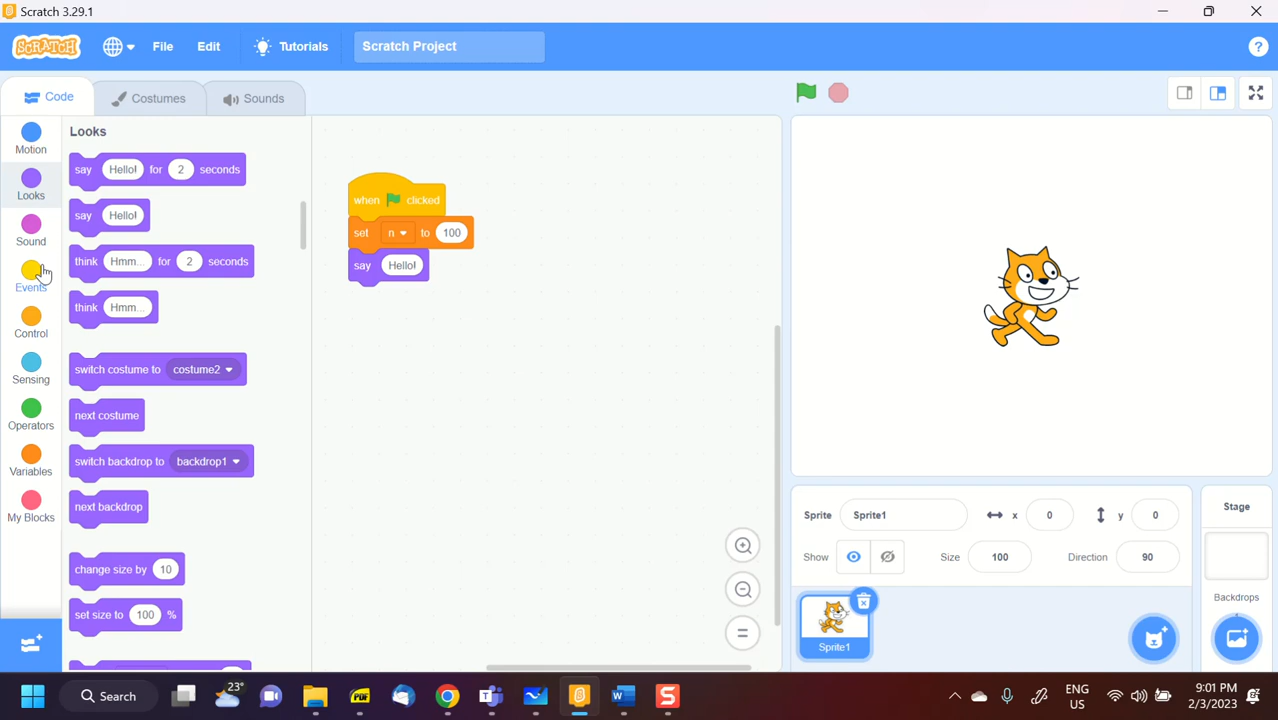 Scratch 3.29.1
SCRATCH File Edit Tutorials Scratch Project ?
Code Costumes Sounds
Motion
Looks
Sound
Events
Control
Sensing
Operators
Variables
My Blocks
Looks
say Hello! for 2 seconds
say Hello!
think Hmm... for 2 seconds
think Hmm...
switch costume to costume2
next costume
switch backdrop to backdrop1
next backdrop
change size by 10
set size to 100 %
when clicked
set n to 100
say Hello!
Sprite Sprite1 x 0 y 0
Show Size 100 Direction 90
Sprite1
Stage
Backdrops
1
Search 23° PDF S W S ENG US 9:01 PM 2/3/2023